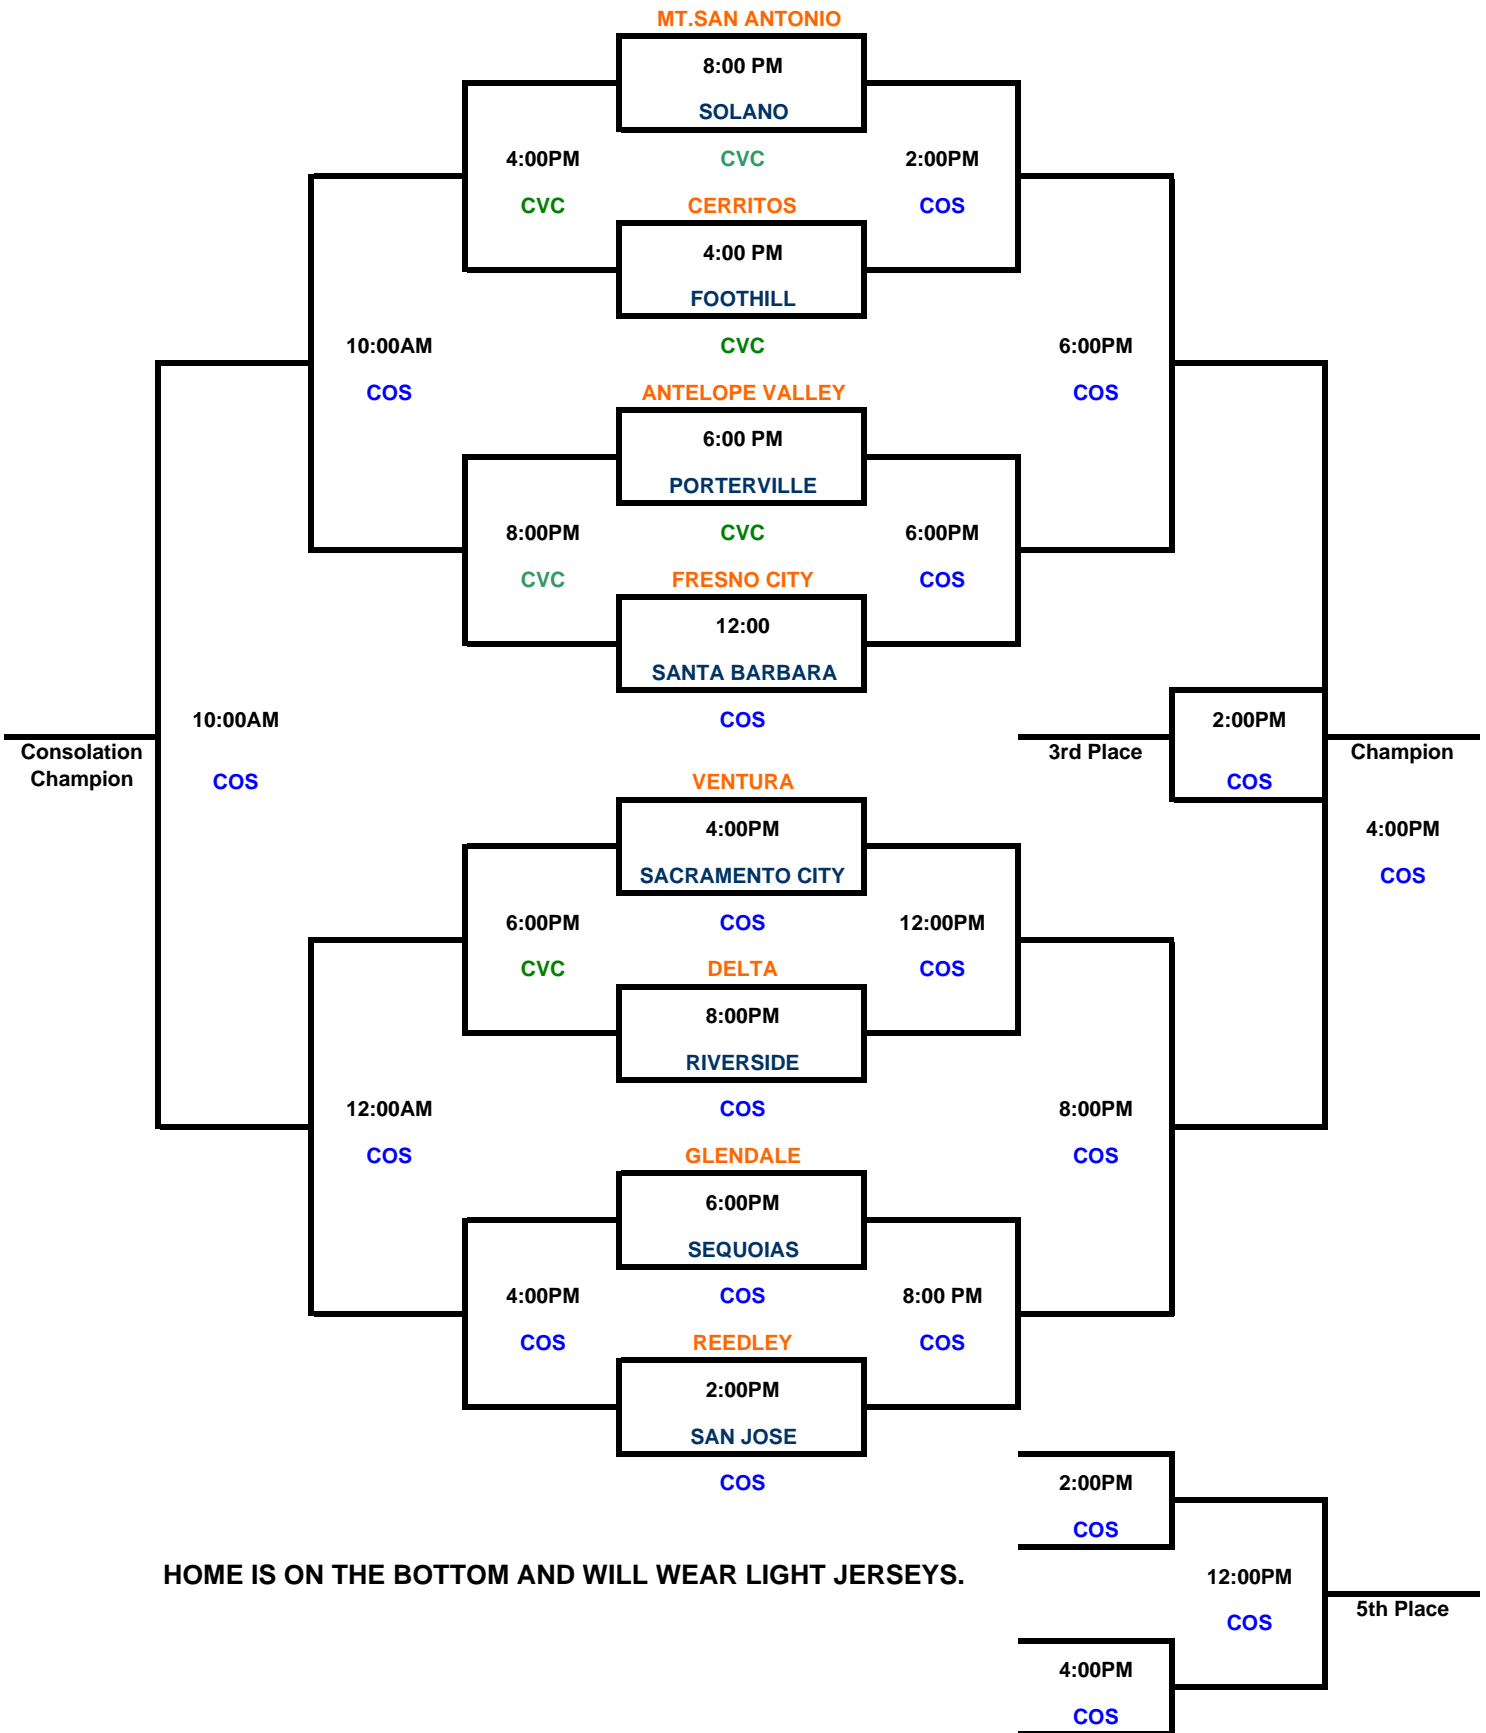 MT.SAN ANTONIO
8:00 PM
SOLANO
4:00PM CVC 2:00PM
CVC CERRITOS COS
4:00 PM
FOOTHILL
10:00AM CVC 6:00PM
COS ANTELOPE VALLEY COS
6:00 PM
PORTERVILLE
8:00PM CVC 6:00PM
CVC FRESNO CITY COS
12:00
SANTA BARBARA
10:00AM COS 2:00PM
Consolation 3rd Place Champion
Champion COS VENTURA COS
4:00PM 4:00PM
SACRAMENTO CITY COS
6:00PM COS 12:00PM
CVC DELTA COS
8:00PM
RIVERSIDE
12:00AM COS 8:00PM
COS GLENDALE COS
6:00PM
SEQUOIAS
4:00PM COS 8:00 PM
COS REEDLEY COS
2:00PM
SAN JOSE
COS 2:00PM
COS
HOME IS ON THE BOTTOM AND WILL WEAR LIGHT JERSEYS. 12:00PM
5th Place
COS
4:00PM
COS